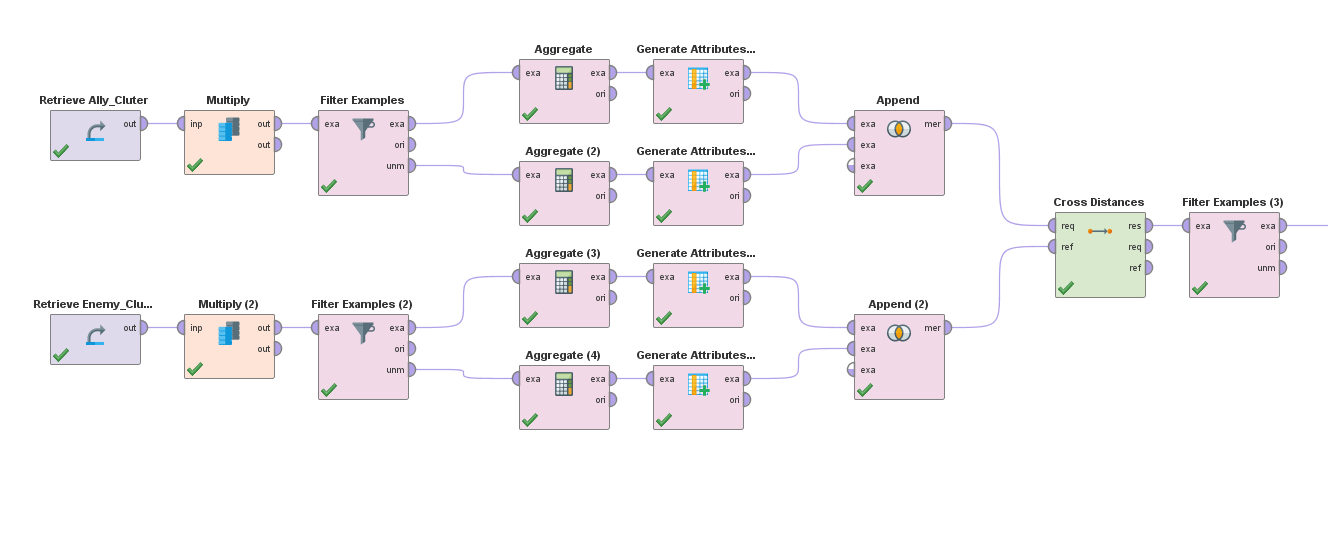 Aggregate
Generate Attributes...
exa exa
ori
exa exa
ori
Retrieve Ally_Cluter
Multiply
Filter Examples
Append
out
inp out
out
exa exa
ori
unm
exa mer
exa
exa
Aggregate (2)
Generate Attributes...
exa exa
ori
exa exa
ori
Cross Distances
Filter Examples (3)
req res
ref req
ref
exa exa
ori
unm
Aggregate (3)
Generate Attributes...
exa exa
ori
exa exa
ori
Retrieve Enemy_Clu...
Multiply (2)
Filter Examples (2)
Append (2)
out
inp out
out
exa exa
ori
unm
exa mer
exa
exa
Aggregate (4)
Generate Attributes...
exa exa
ori
exa exa
ori